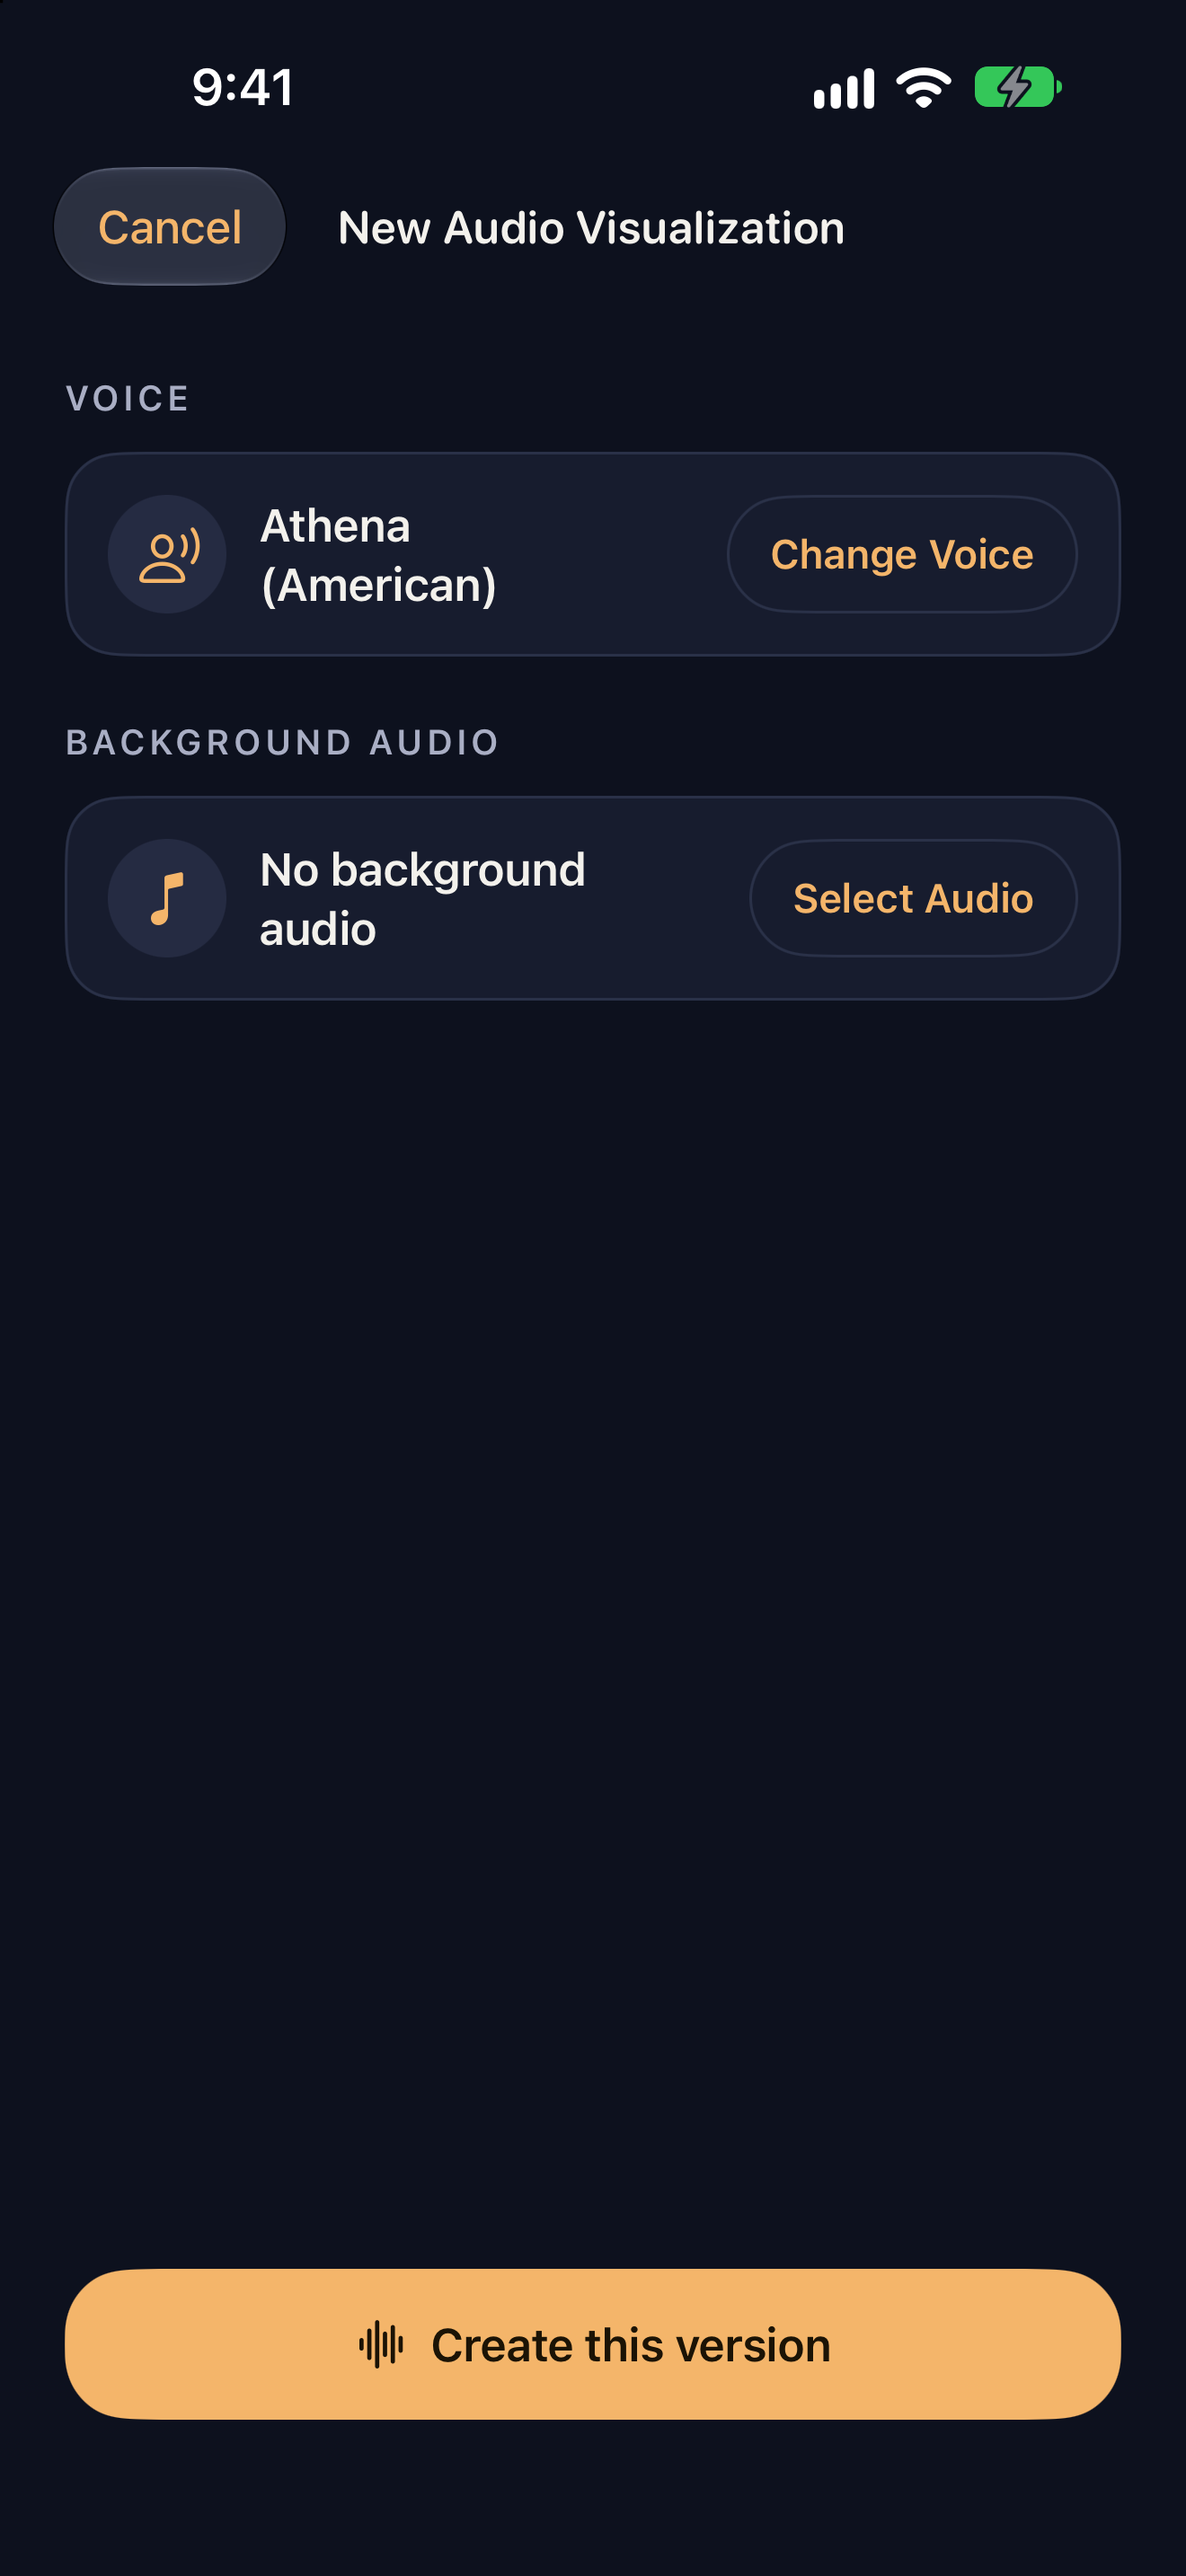 9:41
Cancel
New Audio Visualization
VOICE
Athena
(American)
Change Voice
BACKGROUND AUDIO
No background
audio
Select Audio
Create this version